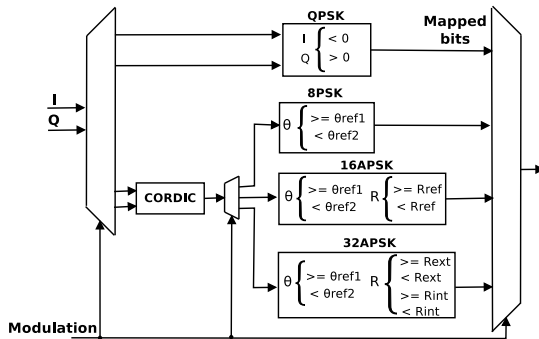 QPSK
I { < 0
Q { > 0
Mapped
bits
I
Q
8PSK
θ { >= θref1
< θref2
CORDIC
16APSK
θ { >= θref1 R { >= Rref
< θref2 < Rref
32APSK
θ { >= θref1 R { >= Rext
< θref2 < Rext
>= Rint
< Rint
Modulation